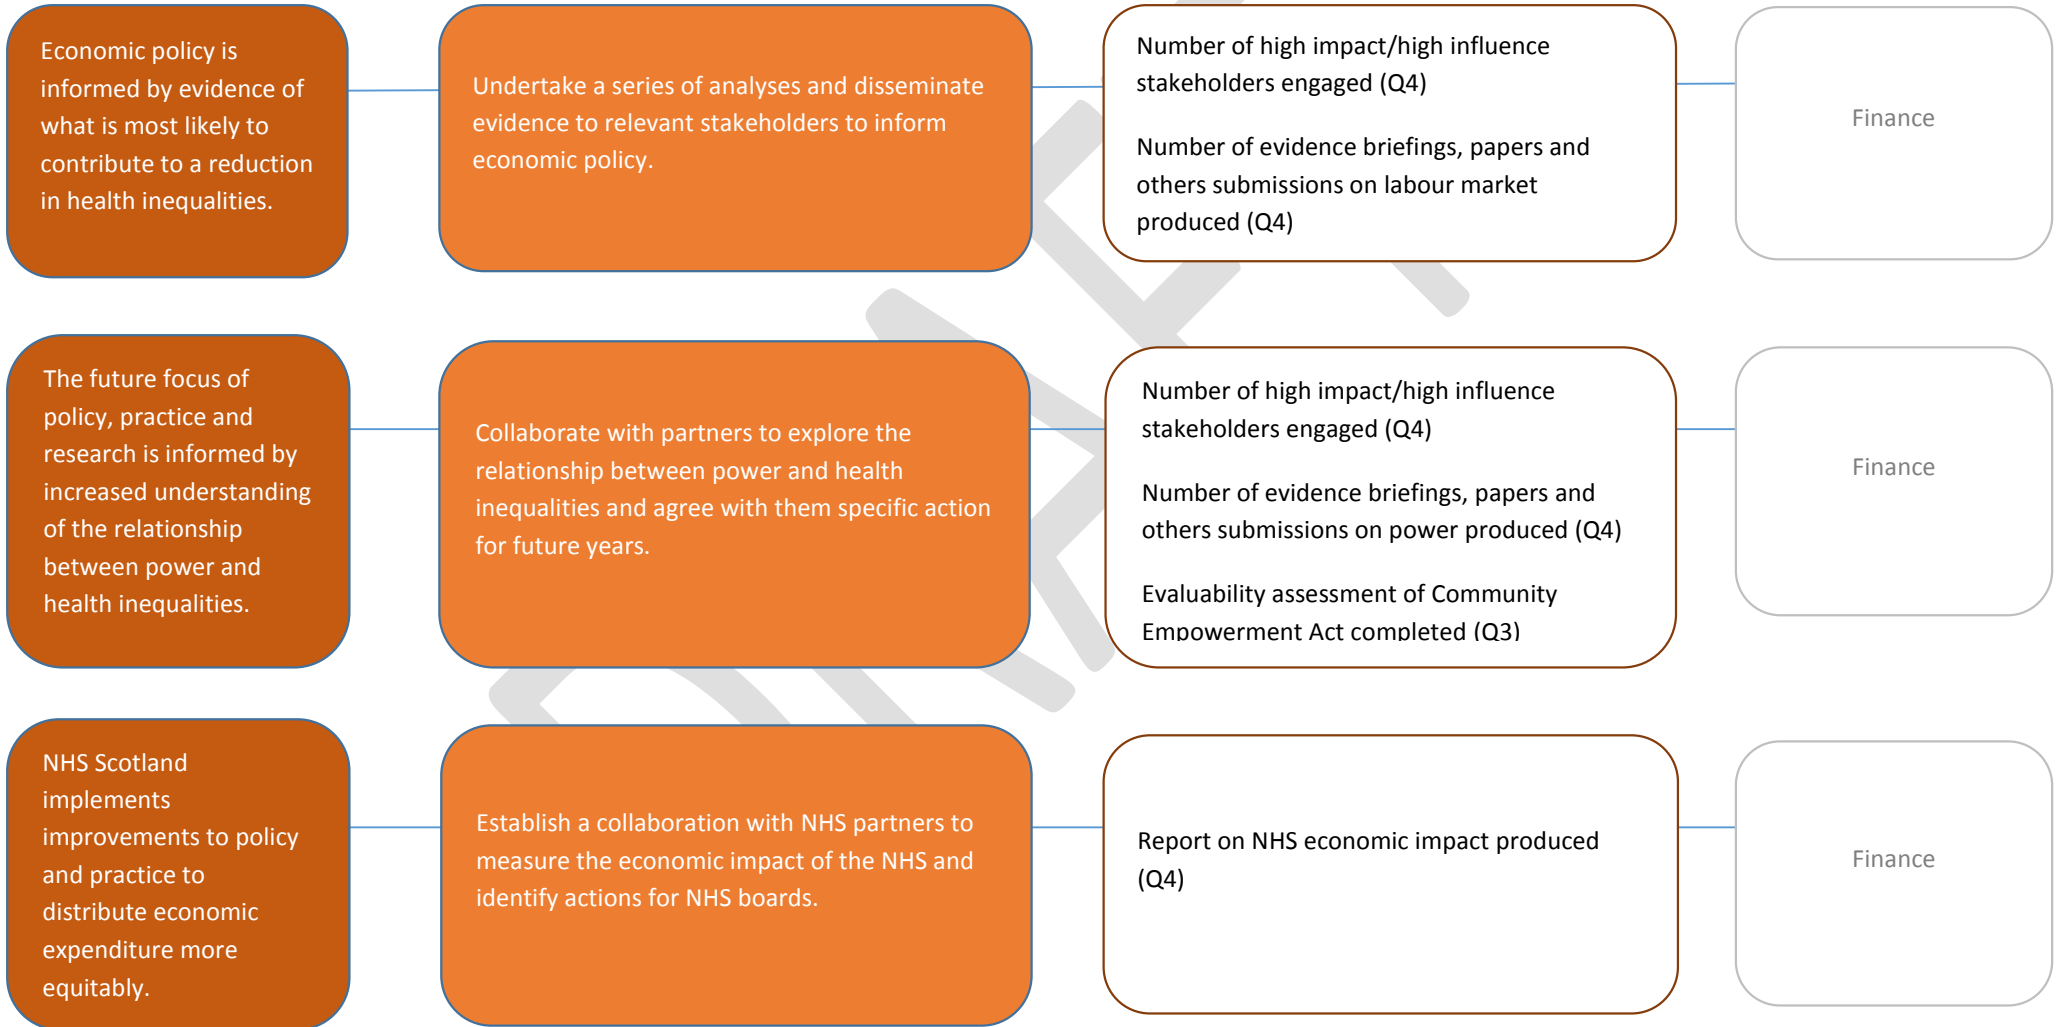 Economic policy is
informed by evidence of
what is most likely to
contribute to a reduction
in health inequalities.
Undertake a series of analyses and disseminate
evidence to relevant stakeholders to inform
economic policy.
Number of high impact/high influence
stakeholders engaged (Q4)
Number of evidence briefings, papers and
others submissions on labour market
produced (Q4)
Finance
The future focus of
policy, practice and
research is informed by
increased understanding
of the relationship
between power and
health inequalities.
Collaborate with partners to explore the
relationship between power and health
inequalities and agree with them specific action
for future years.
Number of high impact/high influence
stakeholders engaged (Q4)
Number of evidence briefings, papers and
others submissions on power produced (Q4)
Evaluability assessment of Community
Empowerment Act completed (Q3)
Finance
NHS Scotland
implements
improvements to policy
and practice to
distribute economic
expenditure more
equitably.
Establish a collaboration with NHS partners to
measure the economic impact of the NHS and
identify actions for NHS boards.
Report on NHS economic impact produced
(Q4)
Finance
DRAFT